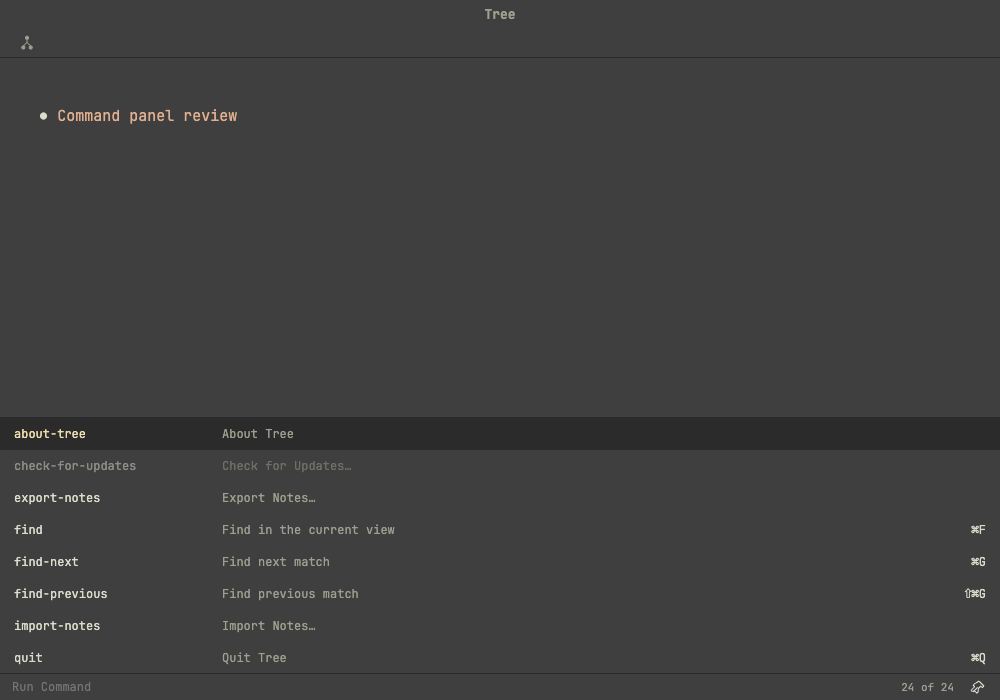 Tree
Command panel review
about-tree About Tree
check-for-updates Check for Updates…
export-notes Export Notes…
find Find in the current view ⌘F
find-next Find next match ⌘G
find-previous Find previous match ⇧⌘G
import-notes Import Notes…
quit Quit Tree ⌘Q
Run Command 24 of 24